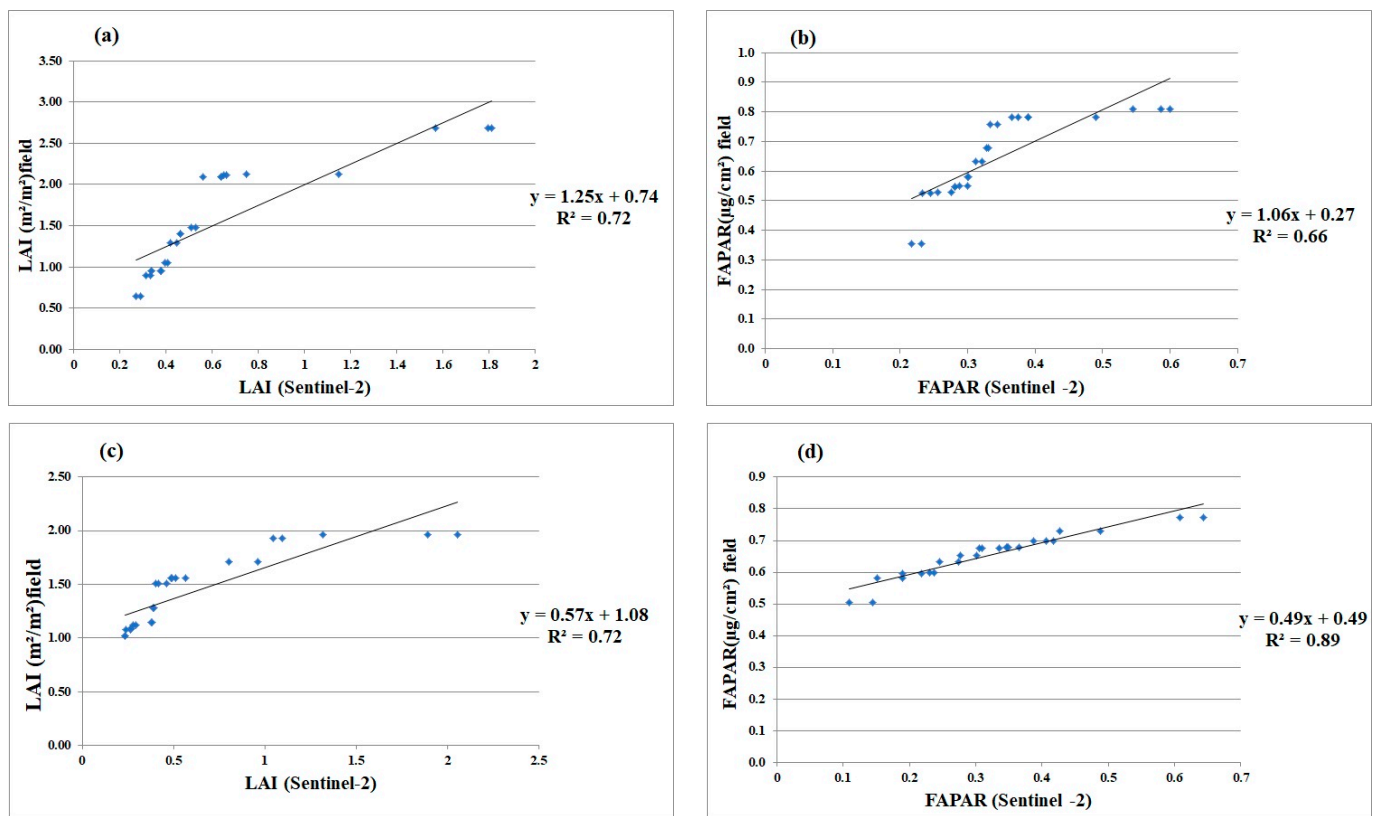 (a)
3.50
3.00
2.50
2.00
1.50
1.00
0.50
0.00
0 0.2 0.4 0.6 0.8 1 1.2 1.4 1.6 1.8 2
LAI (m²/m²)field
LAI (Sentinel-2)
y = 1.25x + 0.74
R² = 0.72
(b)
1.0
0.9
0.8
0.7
0.6
0.5
0.4
0.3
0.2
0.1
0.0
0 0.1 0.2 0.3 0.4 0.5 0.6 0.7
FAPAR(µg/cm²) field
FAPAR (Sentinel -2)
y = 1.06x + 0.27
R² = 0.66
(c)
2.50
2.00
1.50
1.00
0.50
0.00
0 0.5 1 1.5 2 2.5
LAI (m²/m²)field
LAI (Sentinel-2)
y = 0.57x + 1.08
R² = 0.72
(d)
0.9
0.8
0.7
0.6
0.5
0.4
0.3
0.2
0.1
0.0
0 0.1 0.2 0.3 0.4 0.5 0.6 0.7
FAPAR(µg/cm²) field
FAPAR (Sentinel -2)
y = 0.49x + 0.49
R² = 0.89